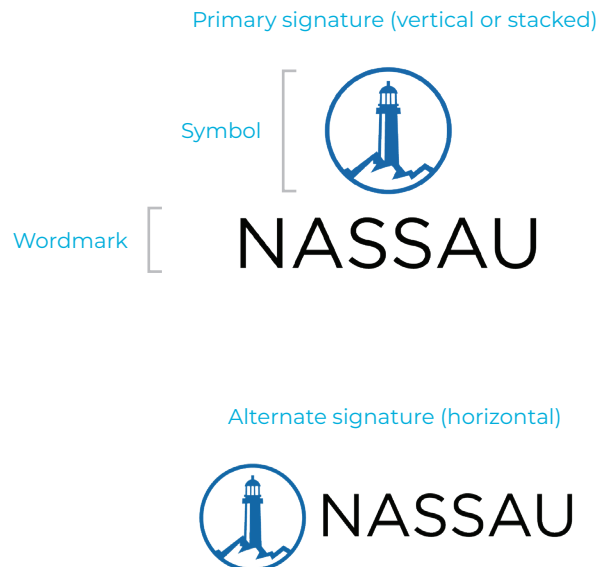 Primary signature (vertical or stacked)
Symbol
Wordmark
NASSAU
Alternate signature (horizontal)
NASSAU